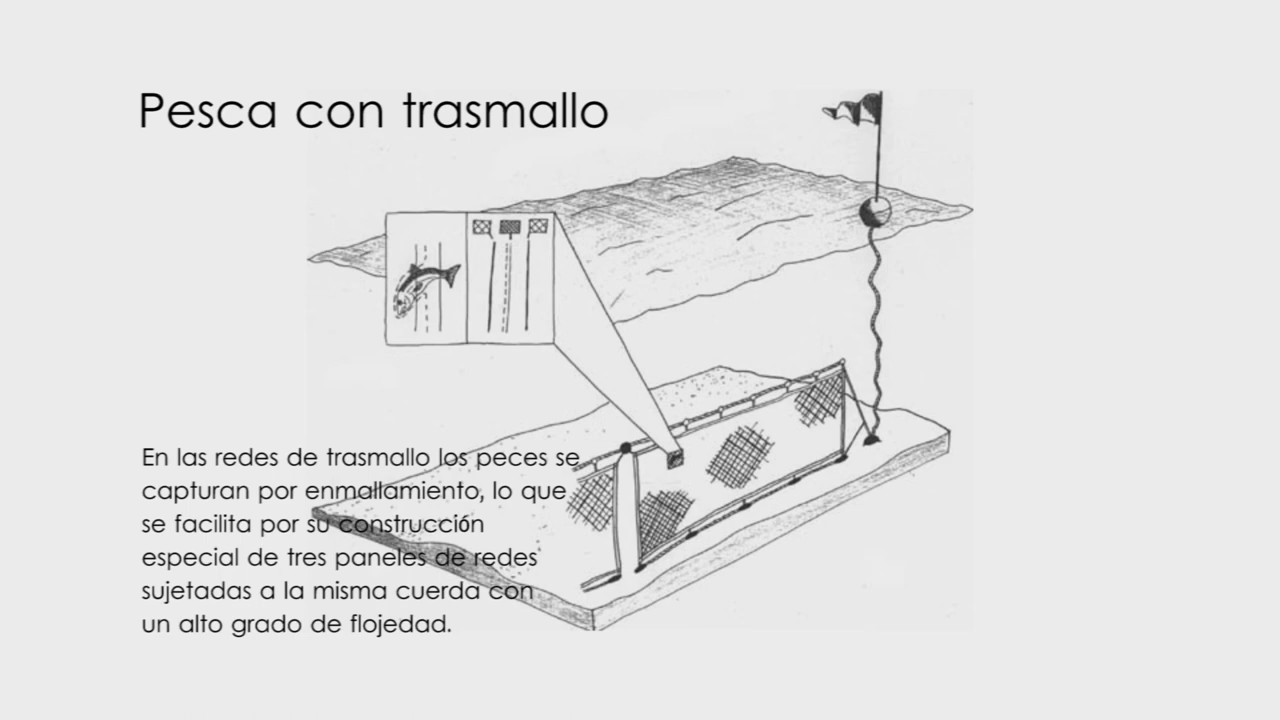 Pesca con trasmallo
En las redes de trasmallo los peces se
capturan por enmallamiento, lo que
se facilita por su construcción
especial de tres paneles de redes
sujetadas a la misma cuerda con
un alto grado de flojedad.